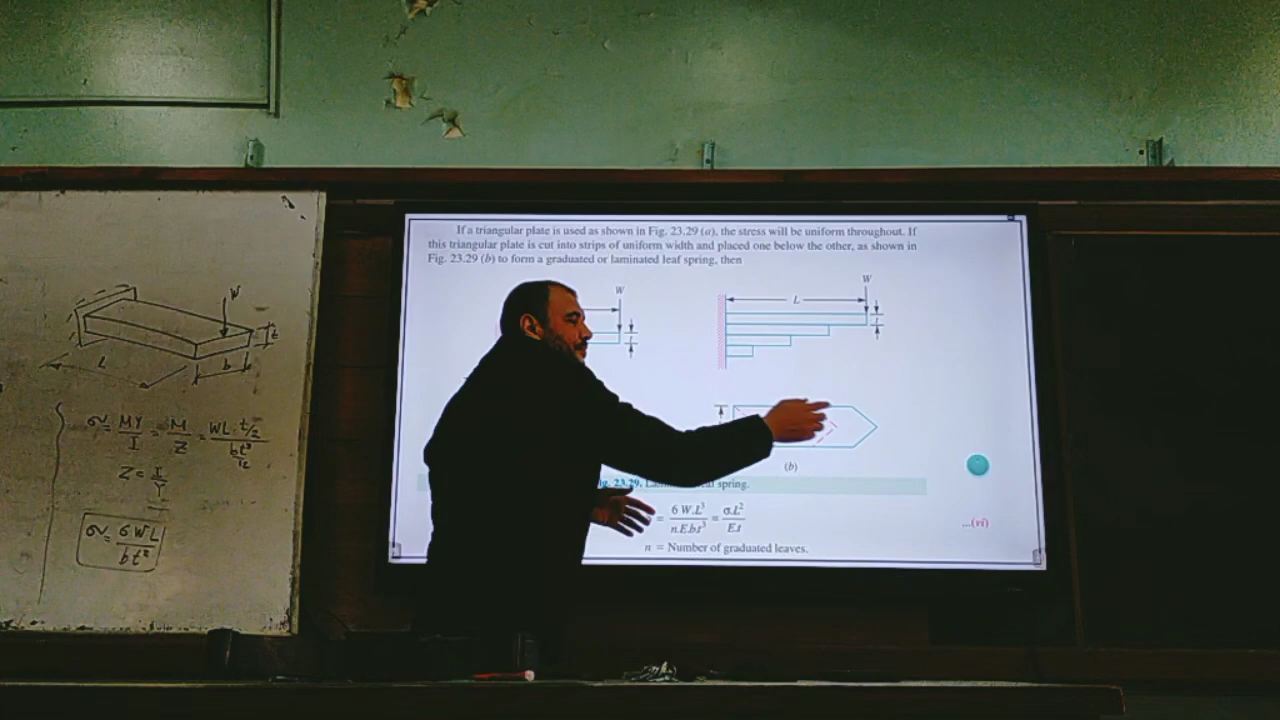 W
t
L
b
σ = MY/I = M/Z = WL · t/2 / bt³/12
Z = I/Y
σ = 6WL/bt²
If a triangular plate is used as shown in Fig. 23.29 (a), the stress will be uniform throughout. If
this triangular plate is cut into strips of uniform width and placed one below the other, as shown in
Fig. 23.29 (b) to form a graduated or laminated leaf spring, then
W
W
L
t
t
(b)
23.29. spring.
= 6 W.L³/n.E.b.t³ = σ.L²/E.t
...(vi)
n = Number of graduated leaves.